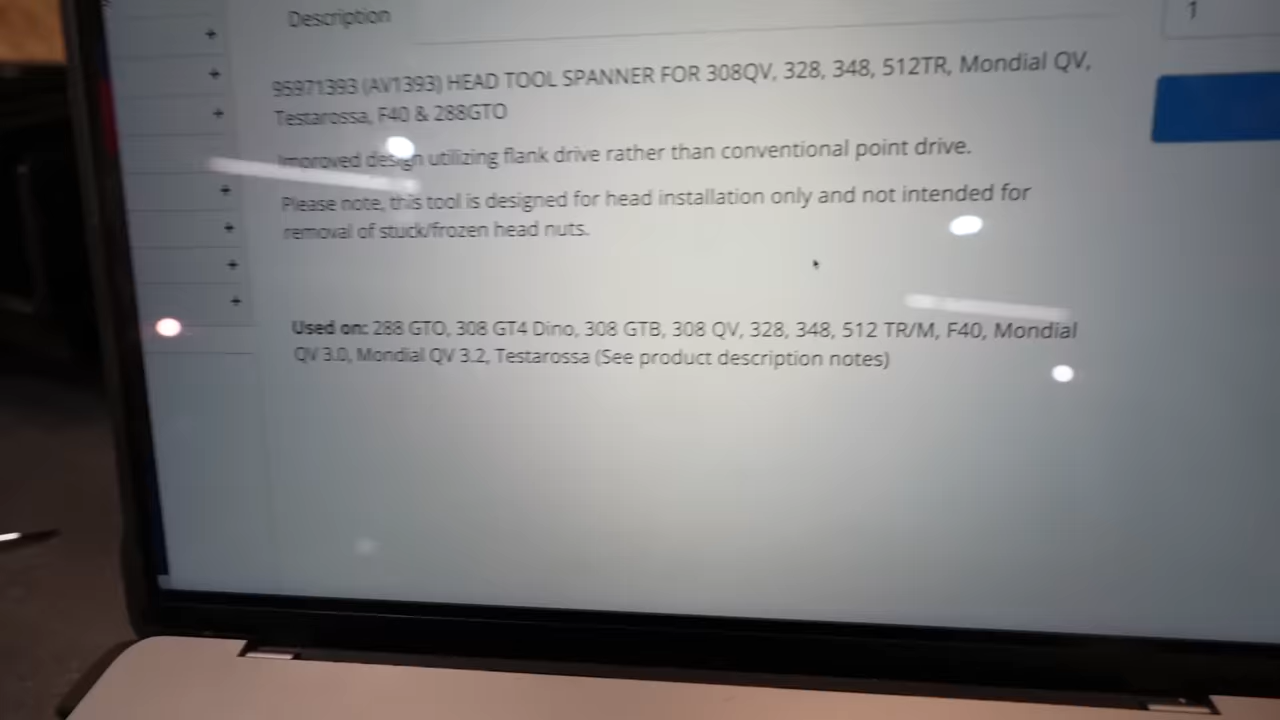 Description
1
95971393 (AV1393) HEAD TOOL SPANNER FOR 308QV, 328, 348, 512TR, Mondial QV,
Testarossa, F40 & 288GTO
Improved design utilizing flank drive rather than conventional point drive.
Please note, this tool is designed for head installation only and not intended for
removal of stuck/frozen head nuts.
Used on: 288 GTO, 308 GT4 Dino, 308 GTB, 308 QV, 328, 348, 512 TR/M, F40, Mondial
QV 3.0, Mondial QV 3.2, Testarossa (See product description notes)